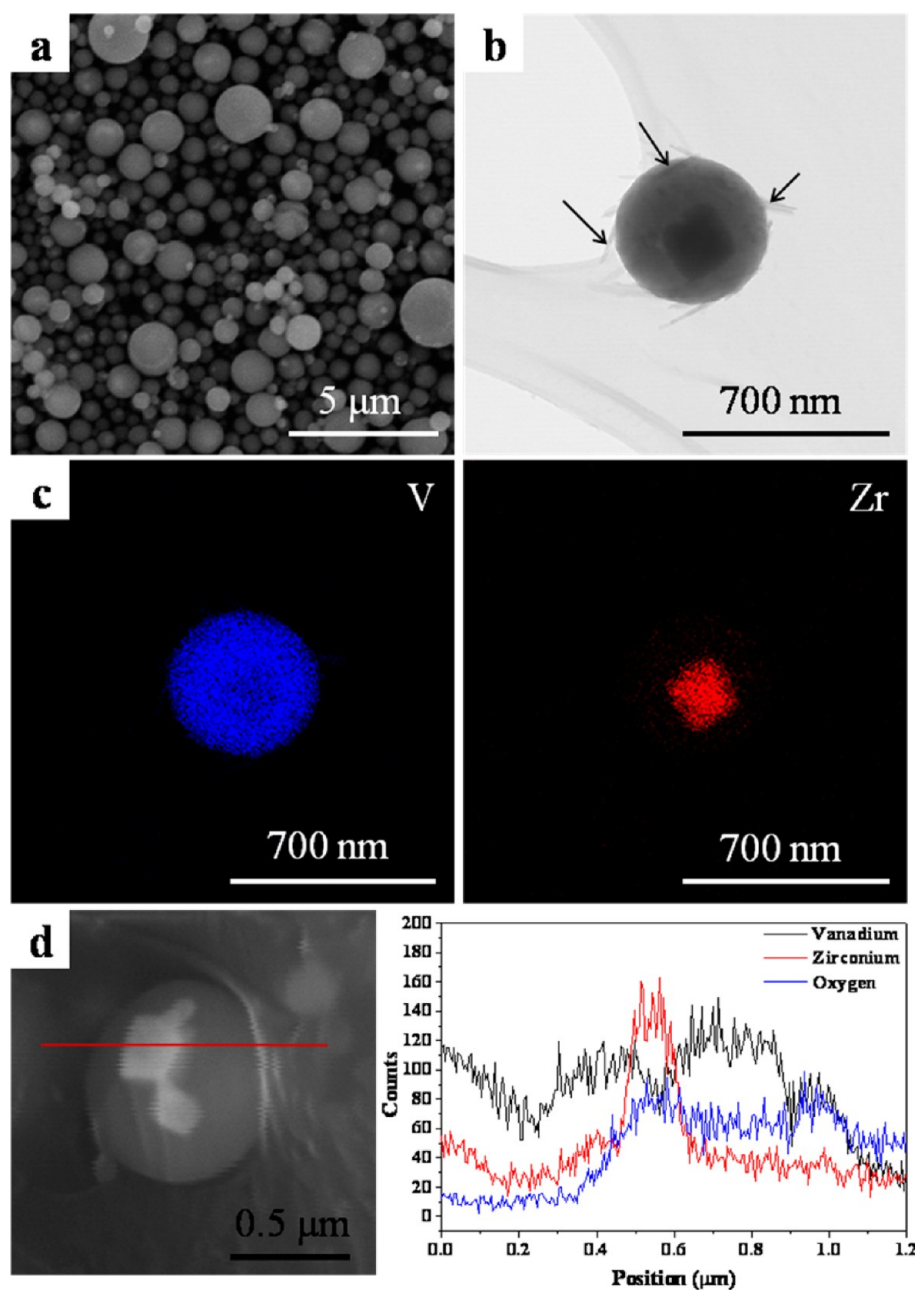 a
5 μm
b
700 nm
c
V
700 nm
Zr
700 nm
d
0.5 μm
200
180
160
140
120
100
80
60
40
20
0
Counts
Vanadium
Zirconium
Oxygen
0.0 0.2 0.4 0.6 0.8 1.0 1.2
Position (μm)